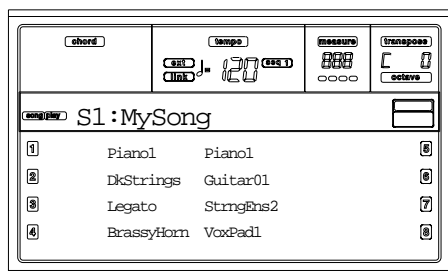 chord tempo measure transpose
ext link ♩= 120 seq 1 888 C 0
octave
song play S1:MySong
1 Piano1 Piano1 5
2 DkStrings Guitar01 6
3 Legato StrngEns2 7
4 BrassyHorn VoxPad1 8